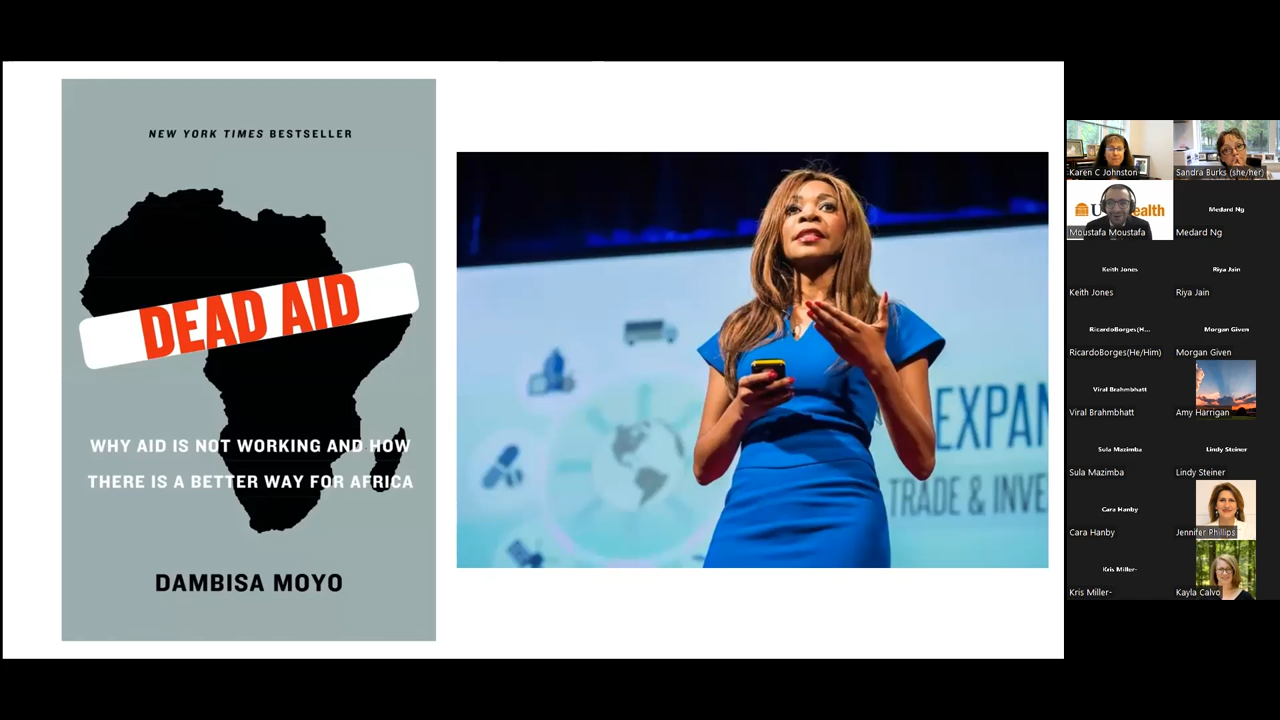 NEW YORK TIMES BESTSELLER
DEAD AID
WHY AID IS NOT WORKING AND HOW
THERE IS A BETTER WAY FOR AFRICA
DAMBISA MOYO
EXPAN
TRADE & INVE
Karen C Johnston
Sandra Burks (she/her)
U Health
Moustafa Moustafa
Medard Ng
Medard Ng
Keith Jones
Riya Jain
Keith Jones
Riya Jain
RicardoBorges(H...
Morgan Given
RicardoBorges(He/Him)
Morgan Given
Viral Brahmbhatt
Viral Brahmbhatt
Amy Harrigan
Sula Mazimba
Lindy Steiner
Sula Mazimba
Lindy Steiner
Cara Hanby
Cara Hanby
Jennifer Phillips
Kris Miller-
Kris Miller-
Kayla Calvo